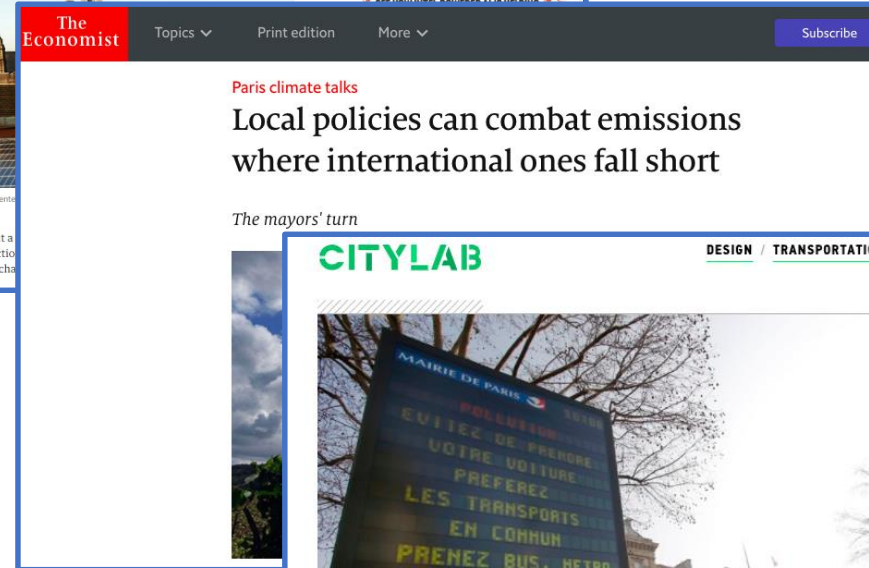 The
Economist
Topics
Print edition
More
Subscribe
Paris climate talks
Local policies can combat emissions
where international ones fall short
The mayors' turn
CITYLAB
DESIGN / TRANSPORTATI
MAIRIE DE PARIS
POLLUTION
EVITEZ DE PRENDRE
VOTRE VOITURE
PREFEREZ
LES TRANSPORTS
EN COMMUN
PRENEZ BUS, METRO